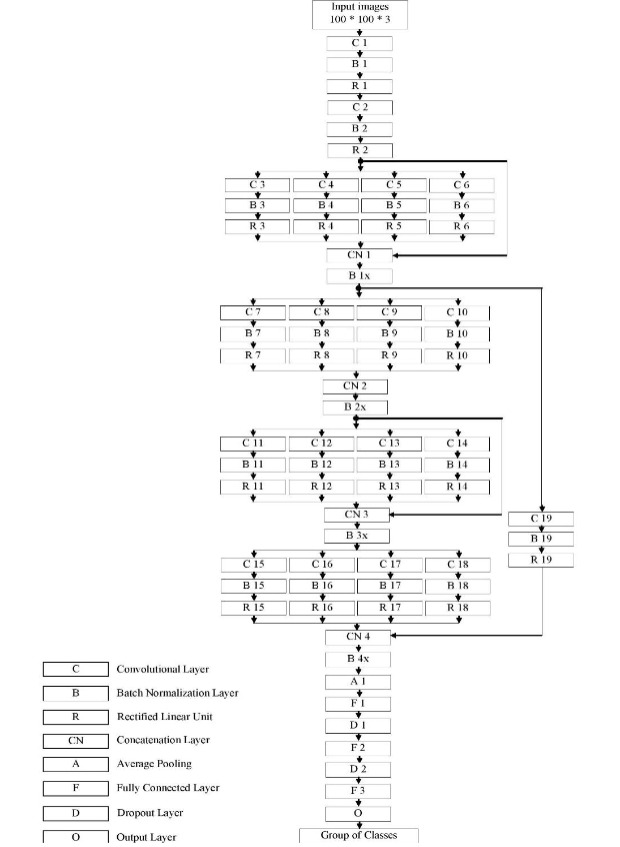 Input images
100 * 100 * 3
C 1
B 1
R 1
C 2
B 2
R 2
C 3 C 4 C 5 C 6
B 3 B 4 B 5 B 6
R 3 R 4 R 5 R 6
CN 1
B 1x
C 7 C 8 C 9 C 10
B 7 B 8 B 9 B 10
R 7 R 8 R 9 R 10
CN 2
B 2x
C 11 C 12 C 13 C 14
B 11 B 12 B 13 B 14
R 11 R 12 R 13 R 14
CN 3
C 19
B 3x
B 19
R 19
C 15 C 16 C 17 C 18
B 15 B 16 B 17 B 18
R 15 R 16 R 17 R 18
CN 4
B 4x
A 1
F 1
D 1
F 2
D 2
F 3
O
Group of Classes
C Convolutional Layer
B Batch Normalization Layer
R Rectified Linear Unit
CN Concatenation Layer
A Average Pooling
F Fully Connected Layer
D Dropout Layer
O Output Layer